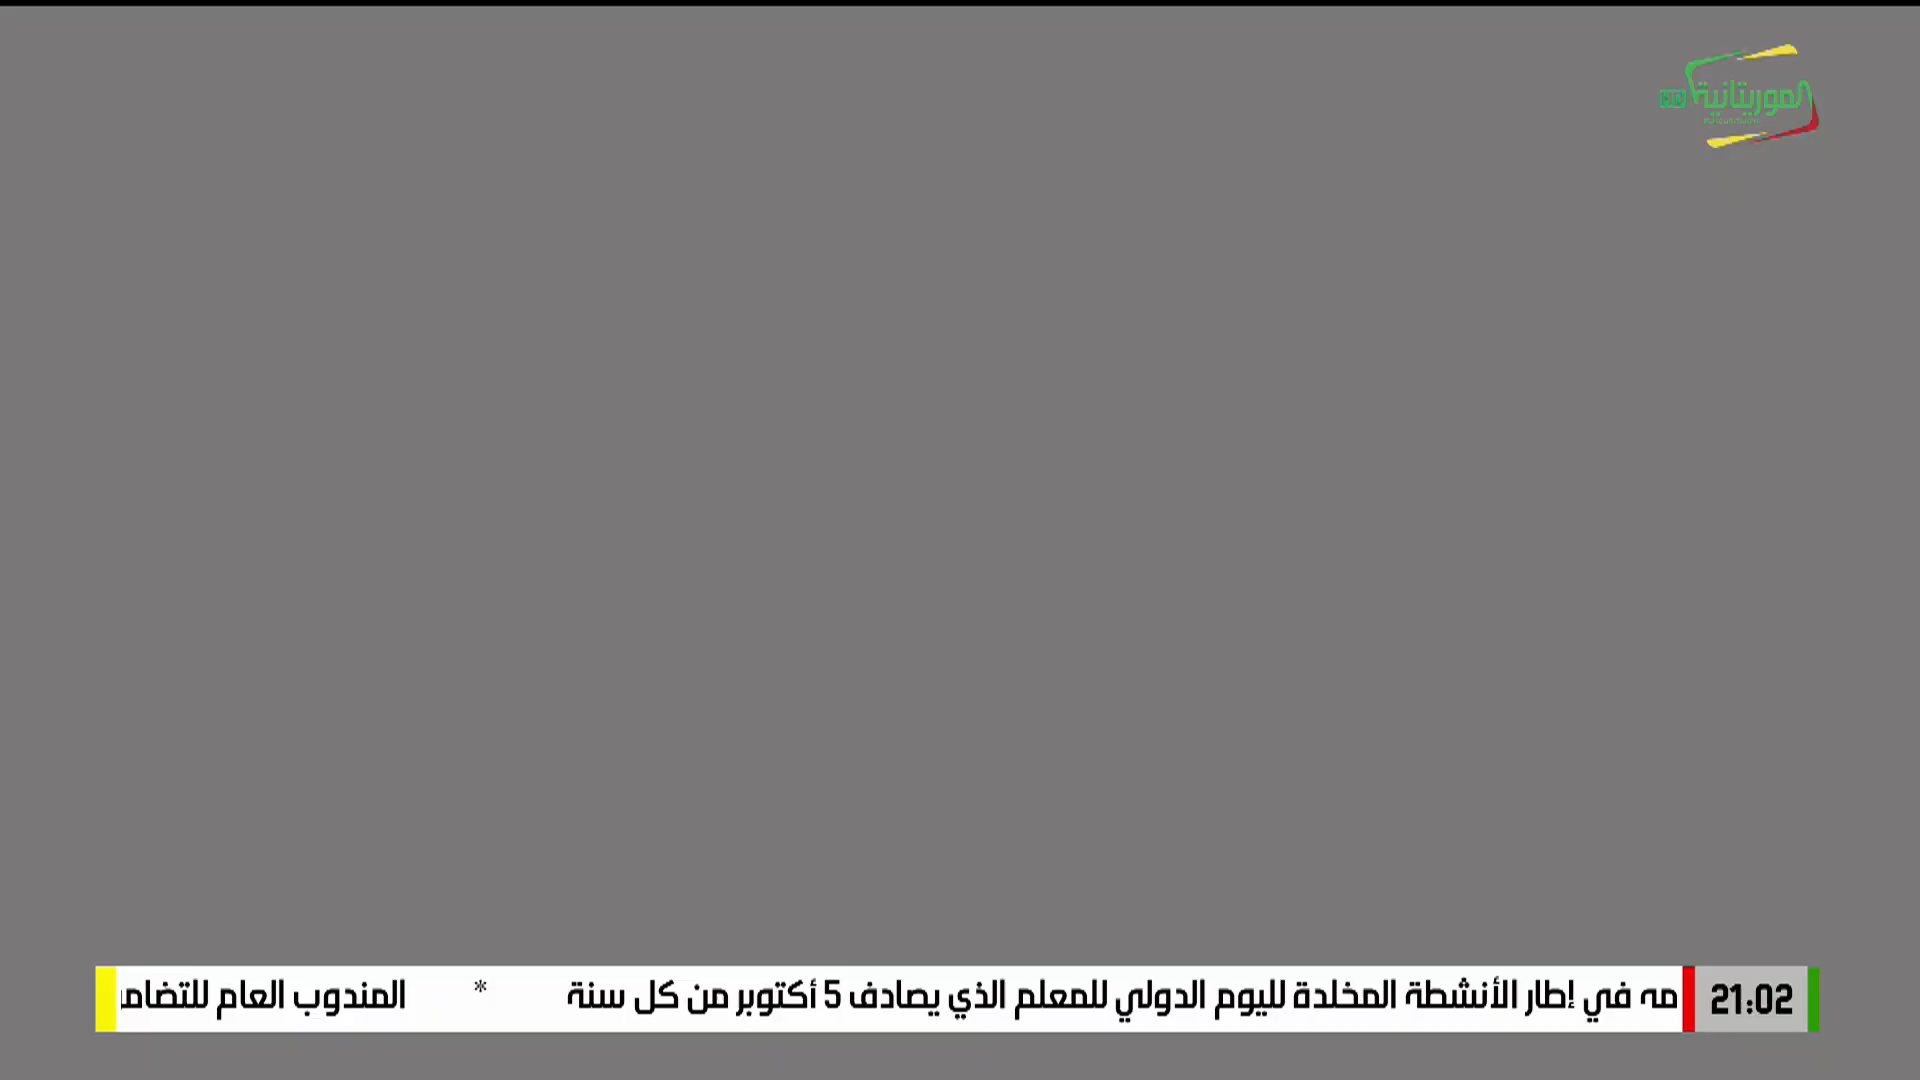 الموريتانية
21:02
مه في إطار الأنشطة المخلدة لليوم الدولي للمعلم الذي يصادف 5 أكتوبر من كل سنة * المندوب العام للتضام